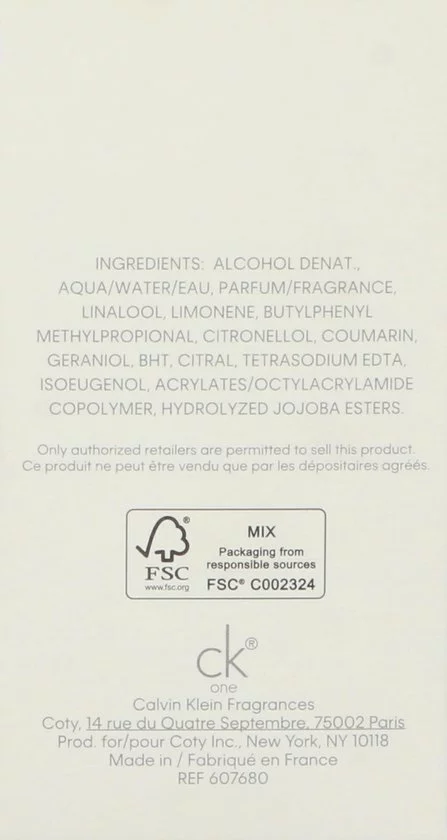 INGREDIENTS: ALCOHOL DENAT.,
AQUA/WATER/EAU, PARFUM/FRAGRANCE,
LINALOOL, LIMONENE, BUTYLPHENYL
METHYLPROPIONAL, CITRONELLOL, COUMARIN,
GERANIOL, BHT, CITRAL, TETRASODIUM EDTA,
ISOEUGENOL, ACRYLATES/OCTYLACRYLAMIDE
COPOLYMER, HYDROLYZED JOJOBA ESTERS.
Only authorized retailers are permitted to sell this product.
Ce produit ne peut être vendu que par les dépositaires agréés.
®
FSC
www.fsc.org
MIX
Packaging from
responsible sources
FSC® C002324
ck®
one
Calvin Klein Fragrances
Coty, 14 rue du Quatre Septembre, 75002 Paris
Prod. for/pour Coty Inc., New York, NY 10118
Made in / Fabriqué en France
REF 607680